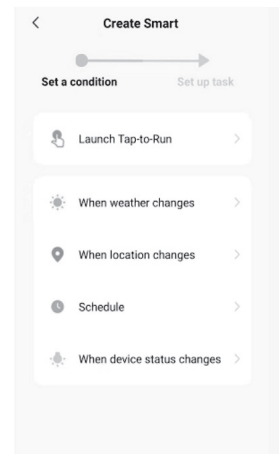 Create Smart
Set a condition Set up task
Launch Tap-to-Run
When weather changes
When location changes
Schedule
When device status changes